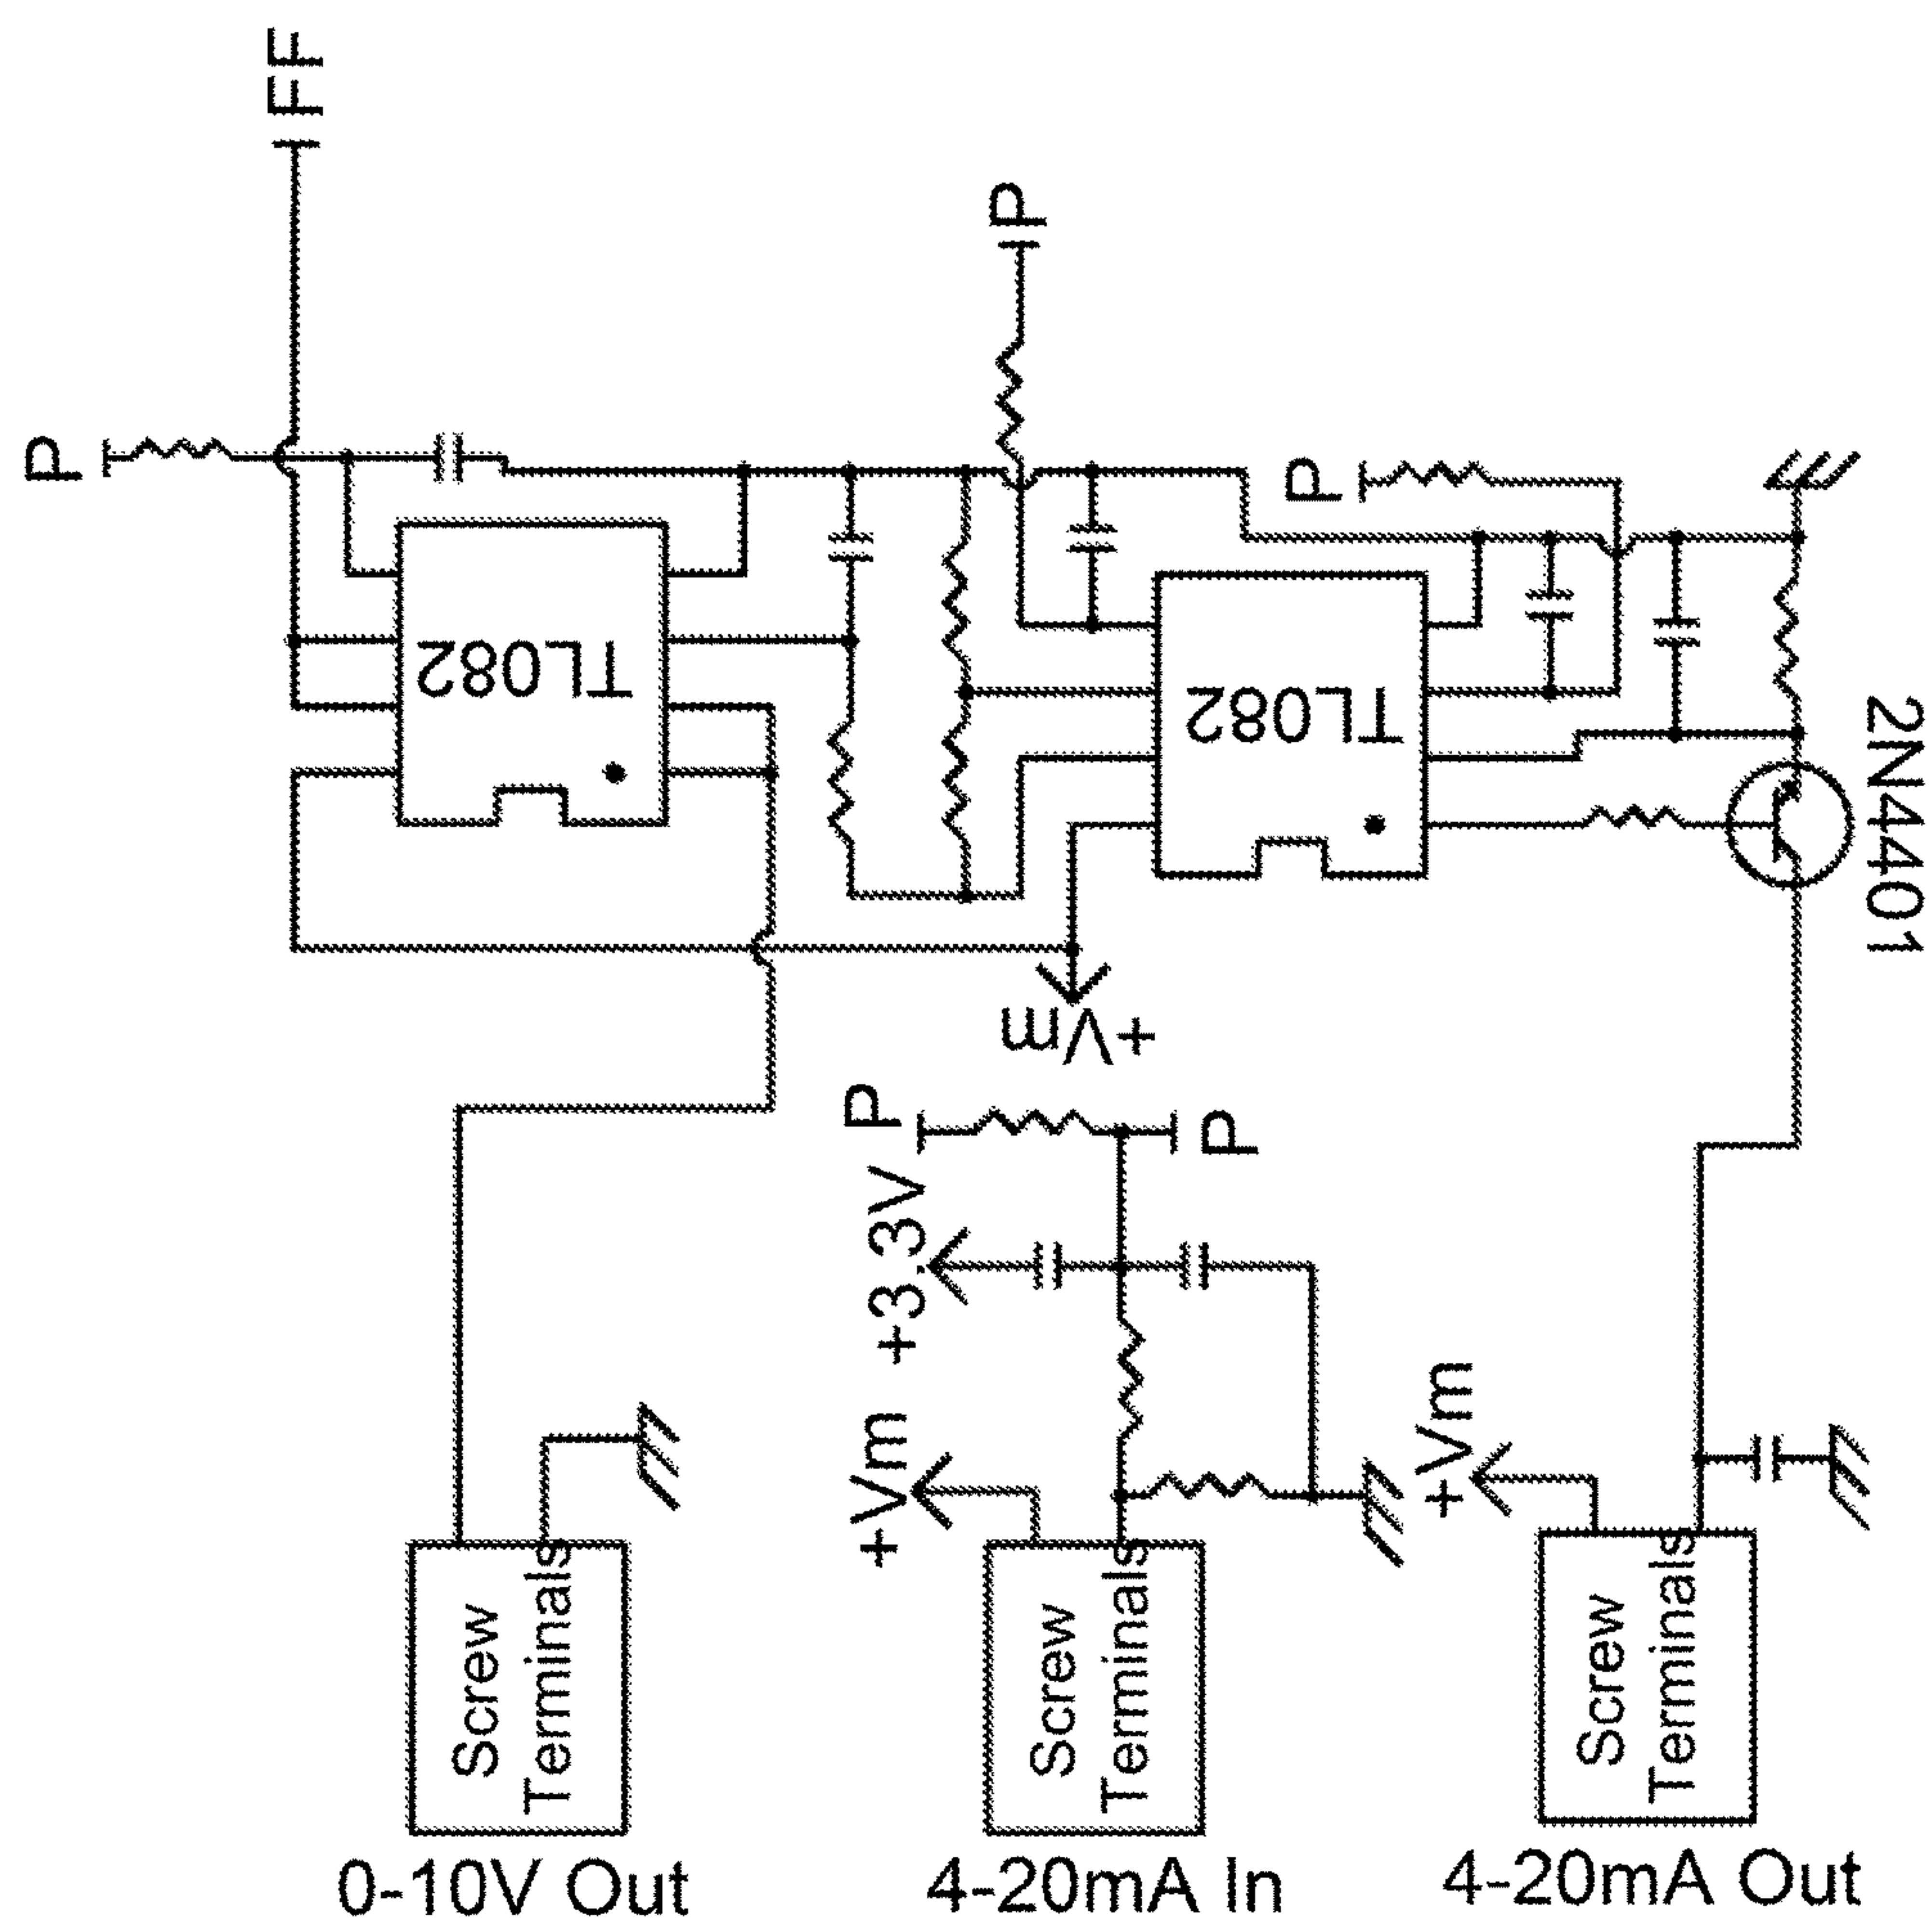 FF
P
P
P
TL082
TL082
2N4401
+Vm
P
P
+3.3V
+Vm
+Vm
Screw
Terminals
Screw
Terminals
Screw
Terminals
0-10V Out
4-20mA In
4-20mA Out